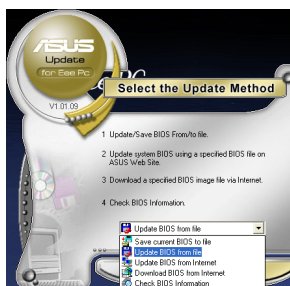 ASUS
Update
for Eee Pc
V1.01.09
Select the Update Method
1 Update/Save BIOS From/to file.
2 Update system BIOS using a specified BIOS file on
ASUS Web Site.
3 Download a specified BIOS image file via Internet.
4 Check BIOS Information.
Update BIOS from file
Save current BIOS to file
Update BIOS from file
Update BIOS from Internet
Download BIOS from Internet
Check BIOS Information